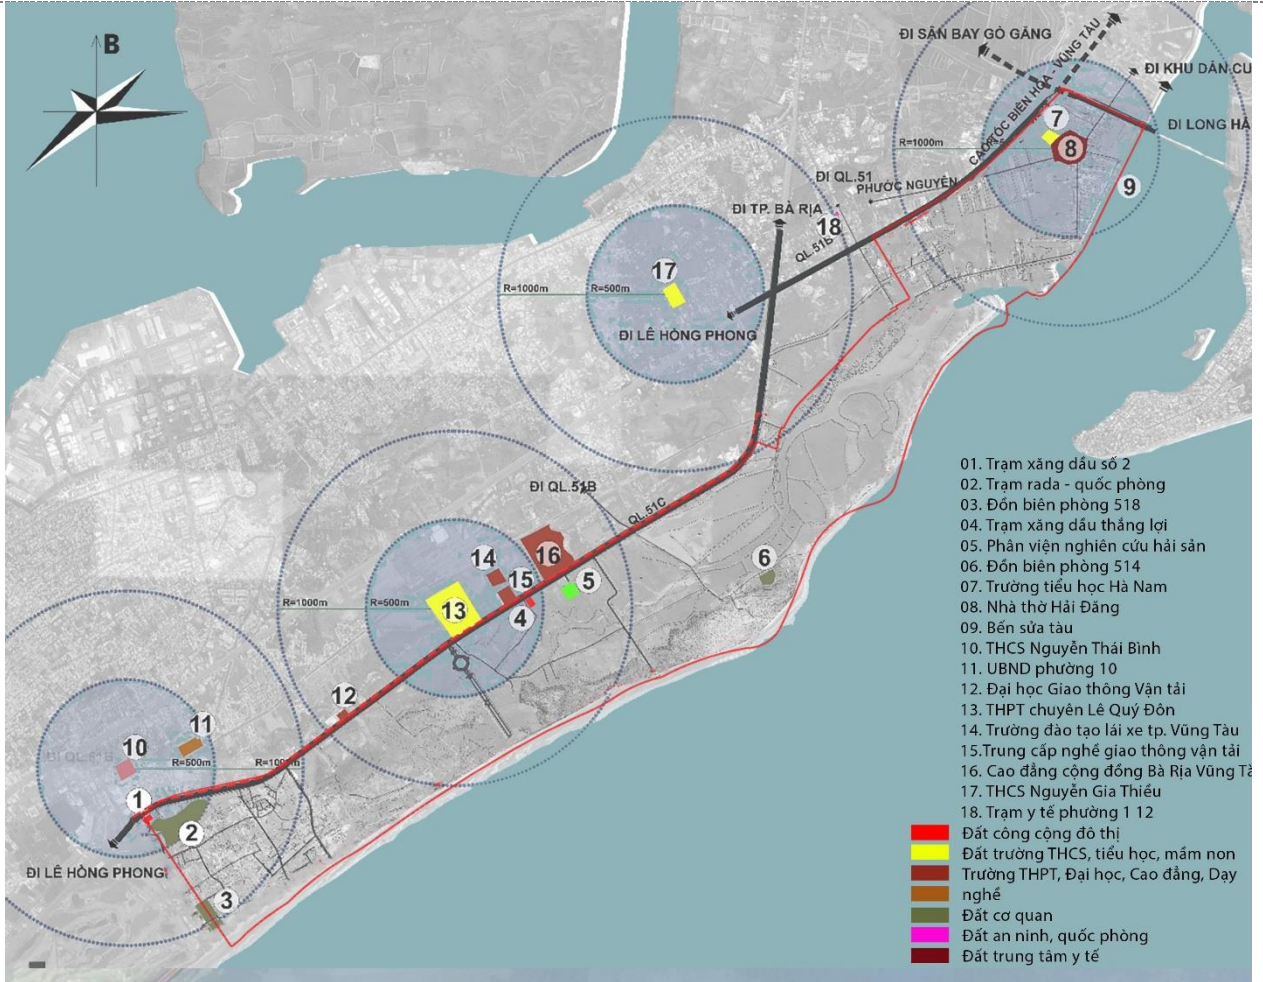 B
ĐI SÂN BAY GÒ GĂNG
CAO TỐC BIÊN HÒA - VŨNG TÀU
ĐI KHU DÂN CƯ
ĐI LONG HẢ
7
8
R=1000m
9
ĐI QL.51
PHƯỚC NGUYÊN
ĐI TP. BÀ RỊA
18
QL.51B
17
R=1000m
R=500m
ĐI LÊ HỒNG PHONG
ĐI QL.51B
QL.51C
16
14
15
5
6
R=1000m
R=500m
13
4
12
11
10
ĐI QL.51B
R=500m
R=1000m
1
2
ĐI LÊ HỒNG PHONG
3
01. Trạm xăng dầu số 2
02. Trạm rada - quốc phòng
03. Đồn biên phòng 518
04. Trạm xăng dầu thắng lợi
05. Phân viện nghiên cứu hải sản
06. Đồn biên phòng 514
07. Trường tiểu học Hà Nam
08. Nhà thờ Hải Đăng
09. Bến sửa tàu
10. THCS Nguyễn Thái Bình
11. UBND phường 10
12. Đại học Giao thông Vận tải
13. THPT chuyên Lê Quý Đôn
14. Trường đào tạo lái xe tp. Vũng Tàu
15.Trung cấp nghề giao thông vận tải
16. Cao đẳng cộng đồng Bà Rịa Vũng Tà
17. THCS Nguyễn Gia Thiều
18. Trạm y tế phường 1 12
Đất công cộng đô thị
Đất trường THCS, tiểu học, mầm non
Trường THPT, Đại học, Cao đẳng, Dạy
nghề
Đất cơ quan
Đất an ninh, quốc phòng
Đất trung tâm y tế